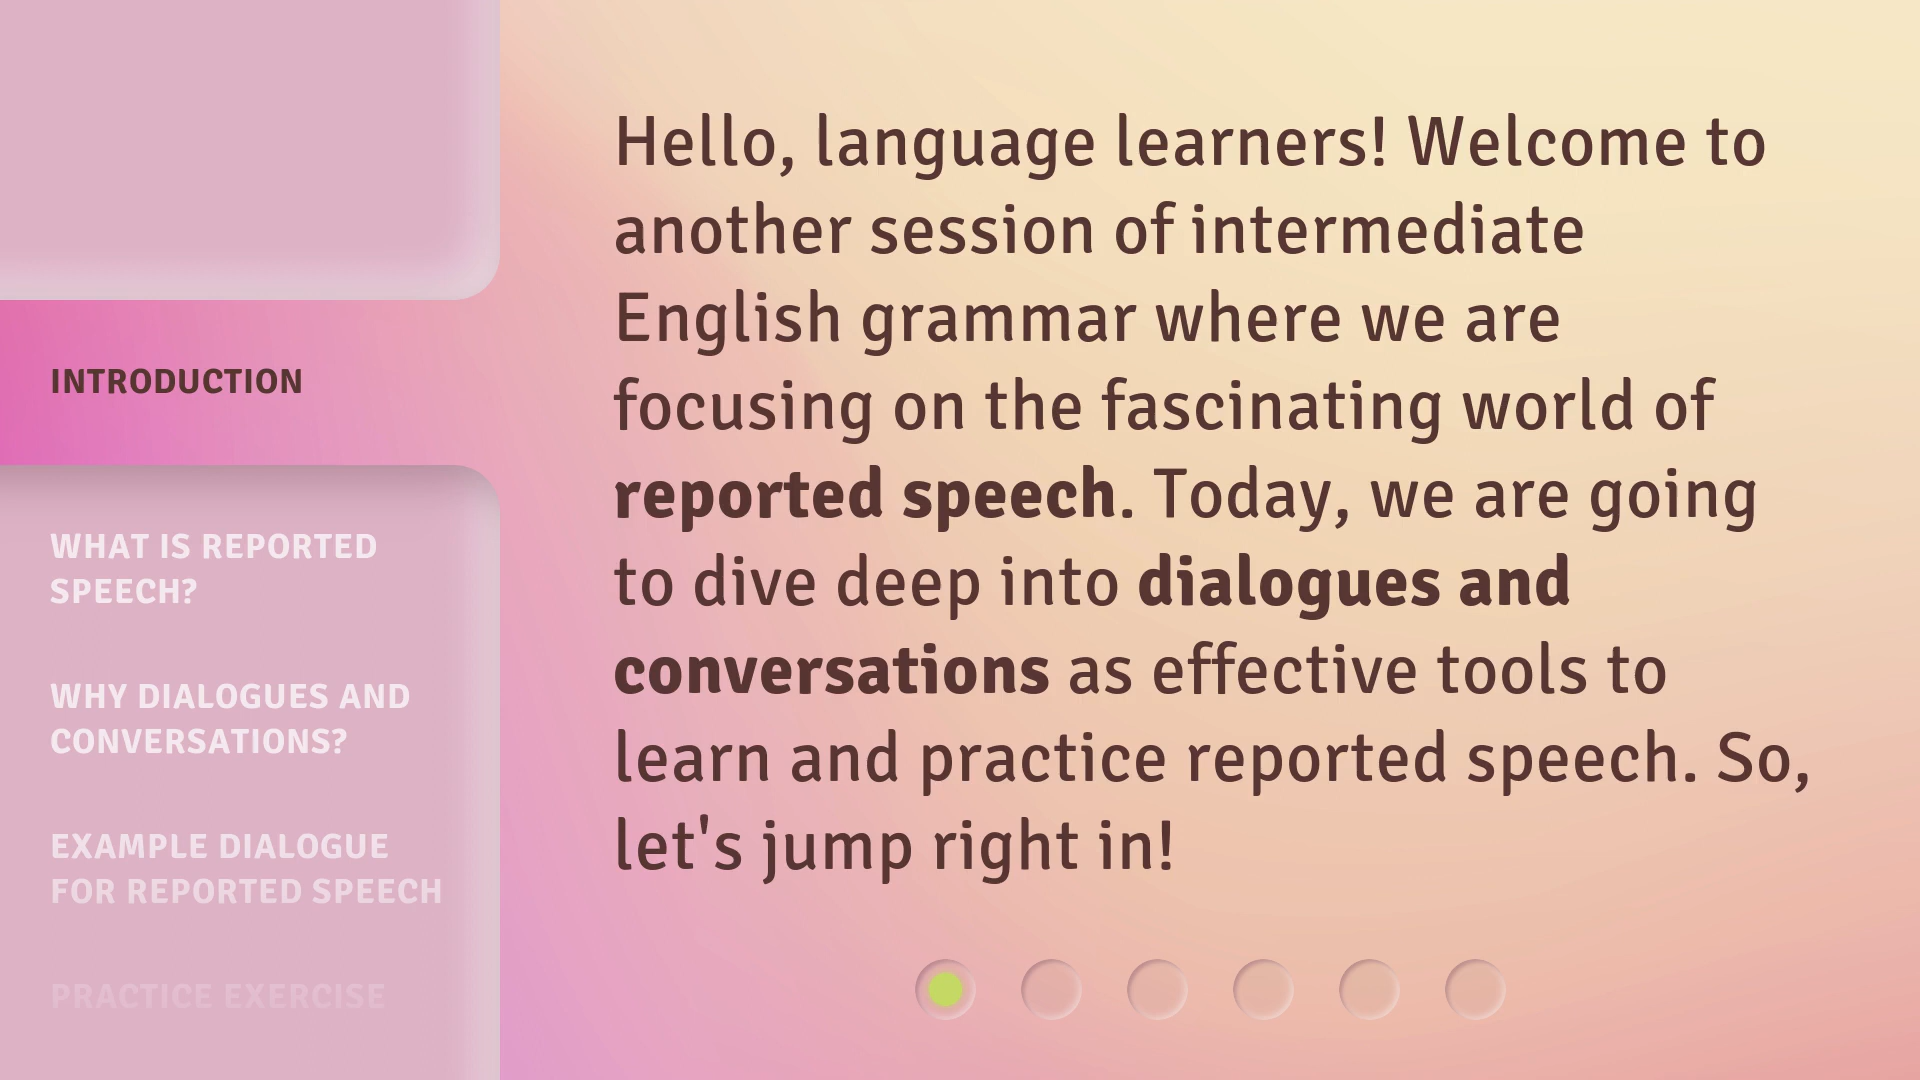 INTRODUCTION
WHAT IS REPORTED
SPEECH?
WHY DIALOGUES AND
CONVERSATIONS?
EXAMPLE DIALOGUE
FOR REPORTED SPEECH
PRACTICE EXERCISE
Hello, language learners! Welcome to
another session of intermediate
English grammar where we are
focusing on the fascinating world of
reported speech. Today, we are going
to dive deep into dialogues and
conversations as effective tools to
learn and practice reported speech. So,
let's jump right in!